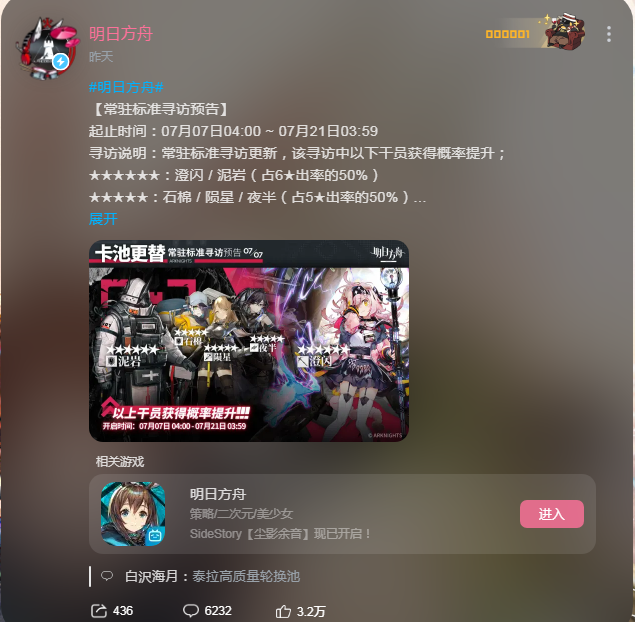 明日方舟
000001
昨天
#明日方舟#
【常驻标准寻访预告】
起止时间：07月07日04:00 ~ 07月21日03:59
寻访说明：常驻标准寻访更新，该寻访中以下干员获得概率提升；
★★★★★★：澄闪 / 泥岩（占6★出率的50%）
★★★★★：石棉 / 陨星 / 夜半（占5★出率的50%）...
展开
卡池更替 常驻标准寻访预告 07/07
ARKNIGHTS
明日方舟
★★★★★★
泥岩
★★★★★
石棉
★★★★★
陨星
★★★★★
夜半
★★★★★★
澄闪
以上干员获得概率提升!!!
开启时间：07月07日 04:00 - 07月21日 03:59
© ARKNIGHTS
相关游戏
明日方舟
策略/二次元/美少女
SideStory【尘影余音】现已开启！
进入
白沢海月：泰拉高质量轮换池
436 6232 3.2万